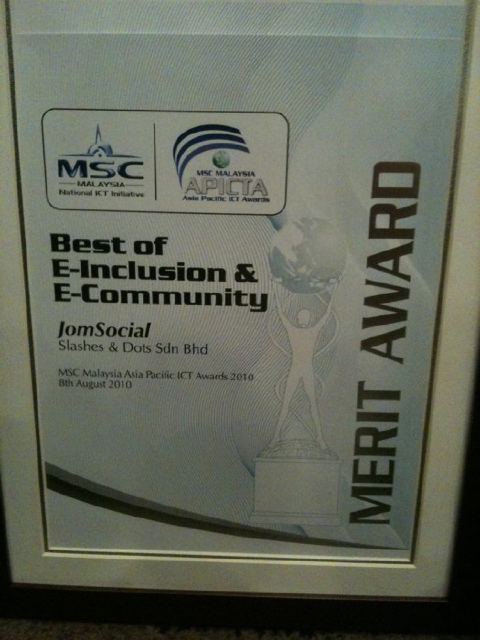 MSC
MALAYSIA
National ICT Initiative
MSC MALAYSIA
APICTA
Asia Pacific ICT Awards
Best of
E-Inclusion &
E-Community
JomSocial
Slashes & Dots Sdn Bhd
MSC Malaysia Asia Pacific ICT Awards 2010
8th August 2010
MERIT AWARD